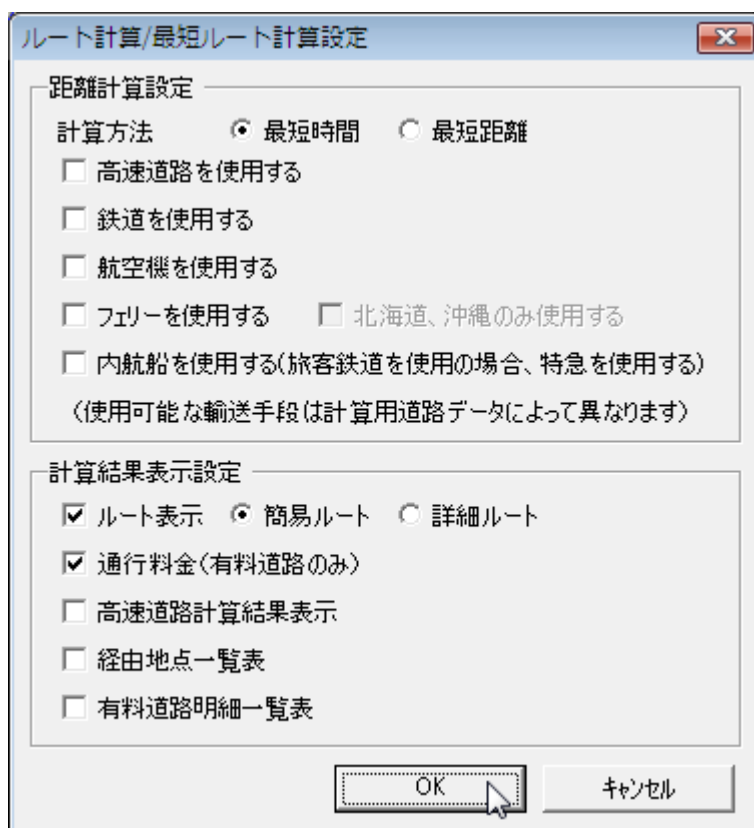 ルート計算/最短ルート計算設定
距離計算設定
計算方法 最短時間 最短距離
高速道路を使用する
鉄道を使用する
航空機を使用する
フェリーを使用する 北海道、沖縄のみ使用する
内航船を使用する(旅客鉄道を使用の場合、特急を使用する)
(使用可能な輸送手段は計算用道路データによって異なります)
計算結果表示設定
ルート表示 簡易ルート 詳細ルート
通行料金(有料道路のみ)
高速道路計算結果表示
経由地点一覧表
有料道路明細一覧表
OK キャンセル